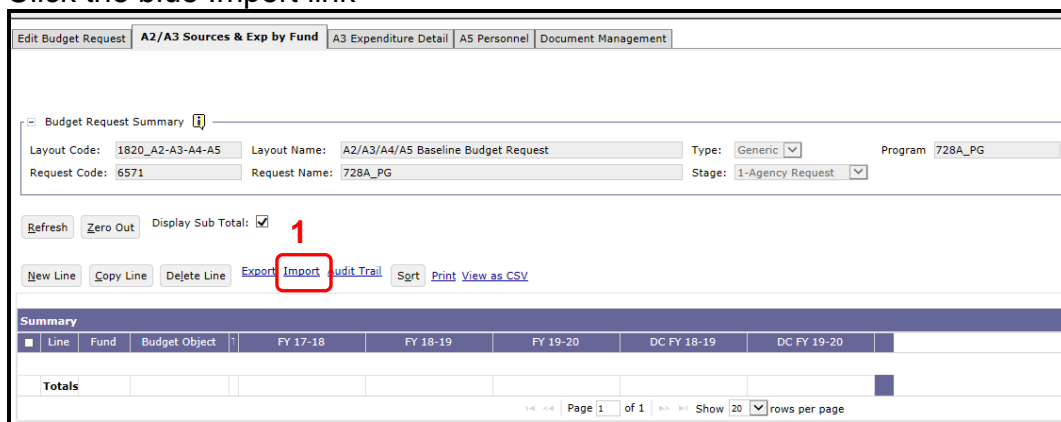 Click the blue Import link
Edit Budget Request A2/A3 Sources & Exp by Fund A3 Expenditure Detail A5 Personnel Document Management
Budget Request Summary
Layout Code: 1820_A2-A3-A4-A5 Layout Name: A2/A3/A4/A5 Baseline Budget Request Type: Generic Program 728A_PG
Request Code: 6571 Request Name: 728A_PG Stage: 1-Agency Request
Refresh Zero Out Display Sub Total:
1
New Line Copy Line Delete Line Export Import Audit Trail Sort Print View as CSV
Summary
Line Fund Budget Object FY 17-18 FY 18-19 FY 19-20 DC FY 18-19 DC FY 19-20
Totals
Page 1 of 1 Show 20 rows per page